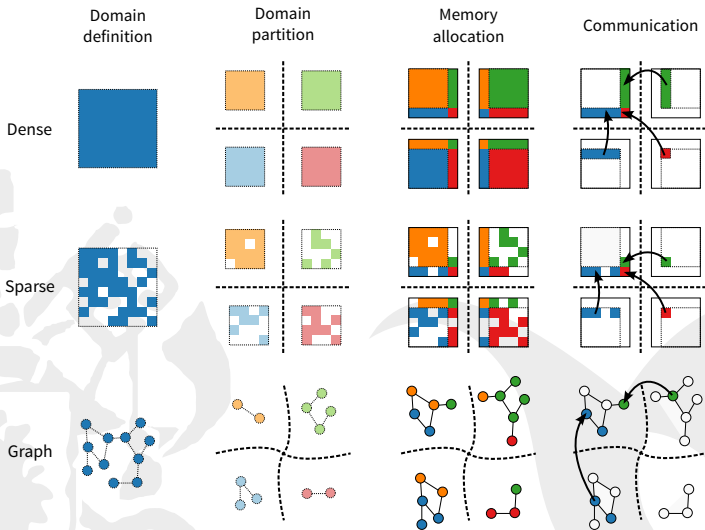 Domain
definition
Domain
partition
Memory
allocation
Communication
Dense
Sparse
Graph